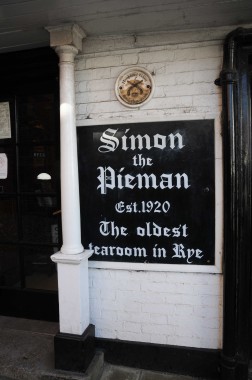 Simon
the
Pieman
Est.1920
The oldest
tearoom in Rye